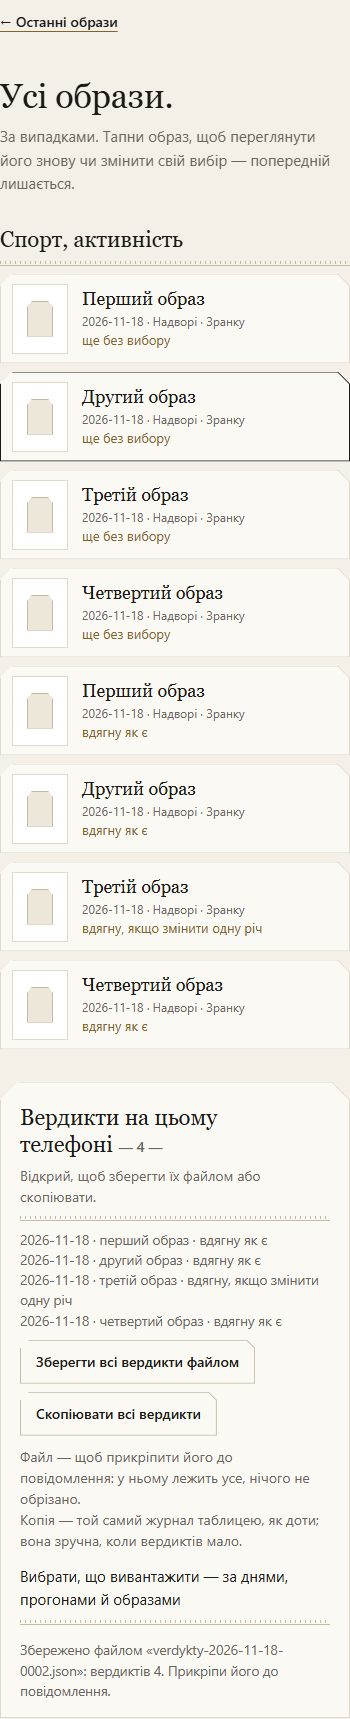 ← Останні образи
Усі образи.
За випадками. Тапни образ, щоб переглянути
його знову чи змінити свій вибір — попередній
лишається.
Спорт, активність
Перший образ
2026-11-18 · Надворі · Зранку
ще без вибору
Другий образ
2026-11-18 · Надворі · Зранку
ще без вибору
Третій образ
2026-11-18 · Надворі · Зранку
ще без вибору
Четвертий образ
2026-11-18 · Надворі · Зранку
ще без вибору
Перший образ
2026-11-18 · Надворі · Зранку
вдягну як є
Другий образ
2026-11-18 · Надворі · Зранку
вдягну як є
Третій образ
2026-11-18 · Надворі · Зранку
вдягну, якщо змінити одну річ
Четвертий образ
2026-11-18 · Надворі · Зранку
вдягну як є
Вердикти на цьому
телефоні — 4 —
Відкрий, щоб зберегти їх файлом або
скопіювати.
2026-11-18 · перший образ · вдягну як є
2026-11-18 · другий образ · вдягну як є
2026-11-18 · третій образ · вдягну, якщо змінити
одну річ
2026-11-18 · четвертий образ · вдягну як є
Зберегти всі вердикти файлом
Скопіювати всі вердикти
Файл — щоб прикріпити його до
повідомлення: у ньому лежить усе, нічого не
обрізано.
Копія — той самий журнал таблицею, як доти;
вона зручна, коли вердиктів мало.
Вибрати, що вивантажити — за днями,
прогонами й образами
Збережено файлом «verdykty-2026-11-18-
0002.json»: вердиктів 4. Прикріпи його до
повідомлення.